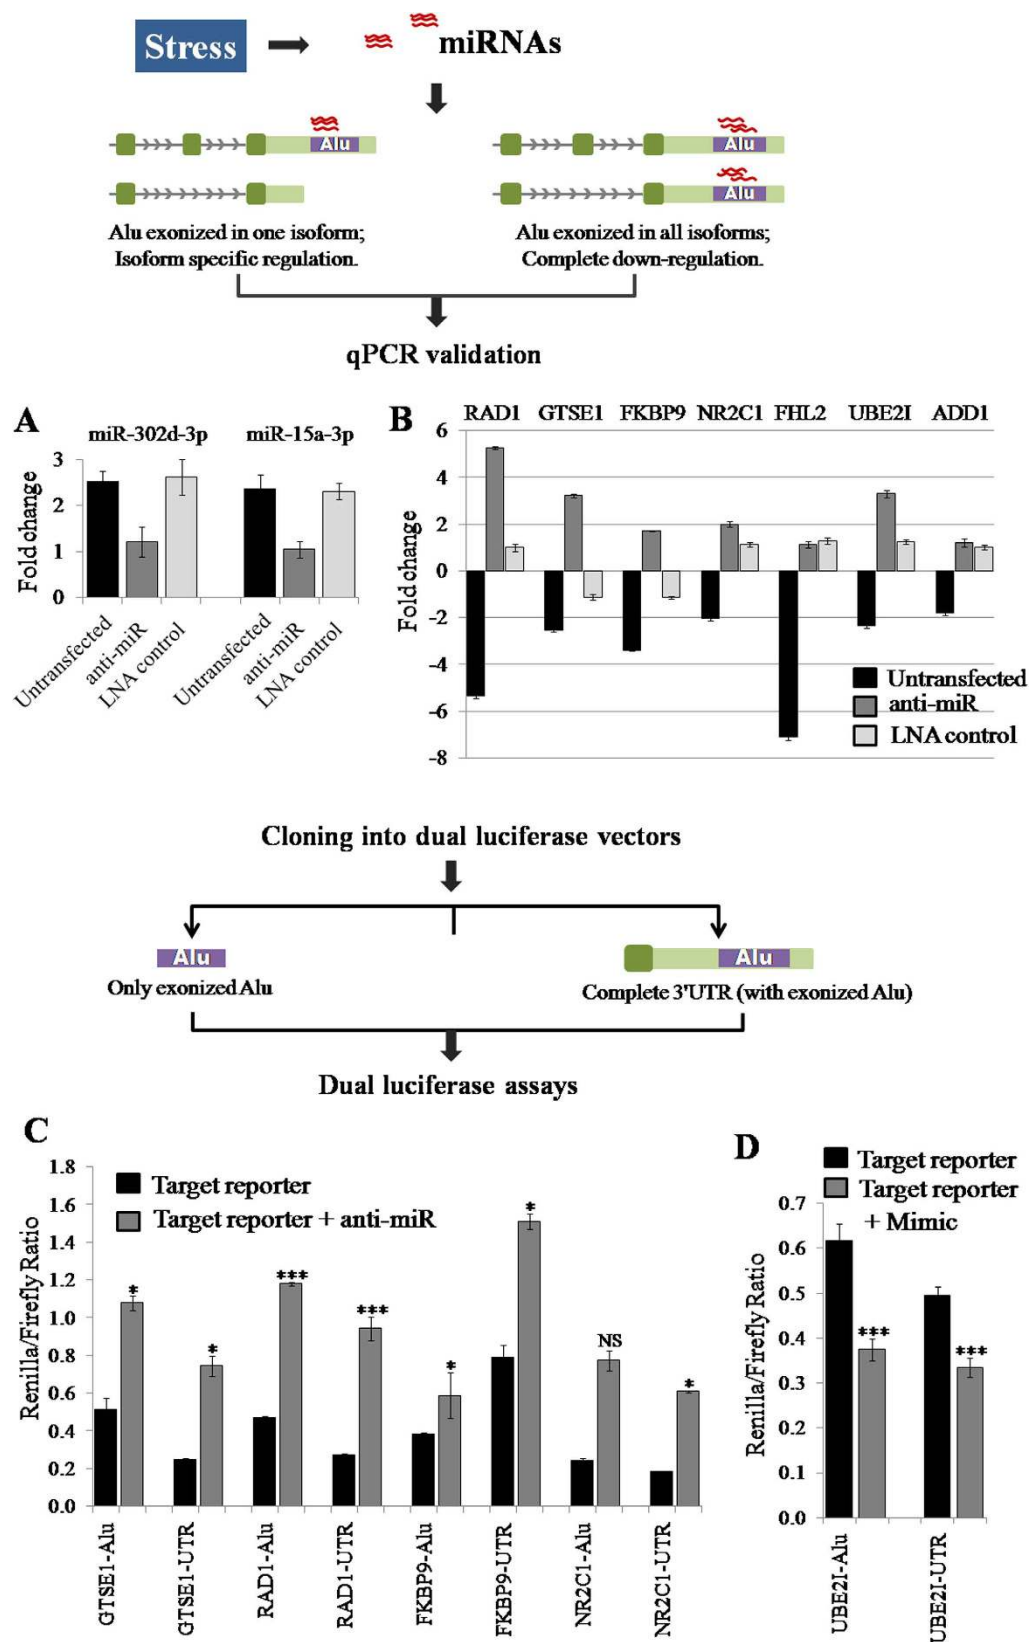 Stress
miRNAs
Alu
Alu
Alu
Alu exonized in one isoform;
Isoform specific regulation.
Alu exonized in all isoforms;
Complete down-regulation.
qPCR validation
A
miR-302d-3p
miR-15a-3p
Fold change
3
2
1
0
Untransfected
anti-miR
LNA control
Untransfected
anti-miR
LNA control
B
RAD1 GTSE1 FKBP9 NR2C1 FHL2 UBE2I ADD1
Fold change
6
4
2
0
-2
-4
-6
-8
Untransfected
anti-miR
LNA control
Cloning into dual luciferase vectors
Alu
Only exonized Alu
Alu
Complete 3'UTR (with exonized Alu)
Dual luciferase assays
C
Target reporter
Target reporter + anti-miR
Renilla/Firefly Ratio
1.8
1.6
1.4
1.2
1.0
0.8
0.6
0.4
0.2
0.0
*
*
***
***
*
*
NS
*
GTSE1-Alu
GTSE1-UTR
RAD1-Alu
RAD1-UTR
FKBP9-Alu
FKBP9-UTR
NR2C1-Alu
NR2C1-UTR
D
Target reporter
Target reporter
+ Mimic
Renilla/Firefly Ratio
0.7
0.6
0.5
0.4
0.3
0.2
0.1
0.0
***
***
UBE2I-Alu
UBE2I-UTR